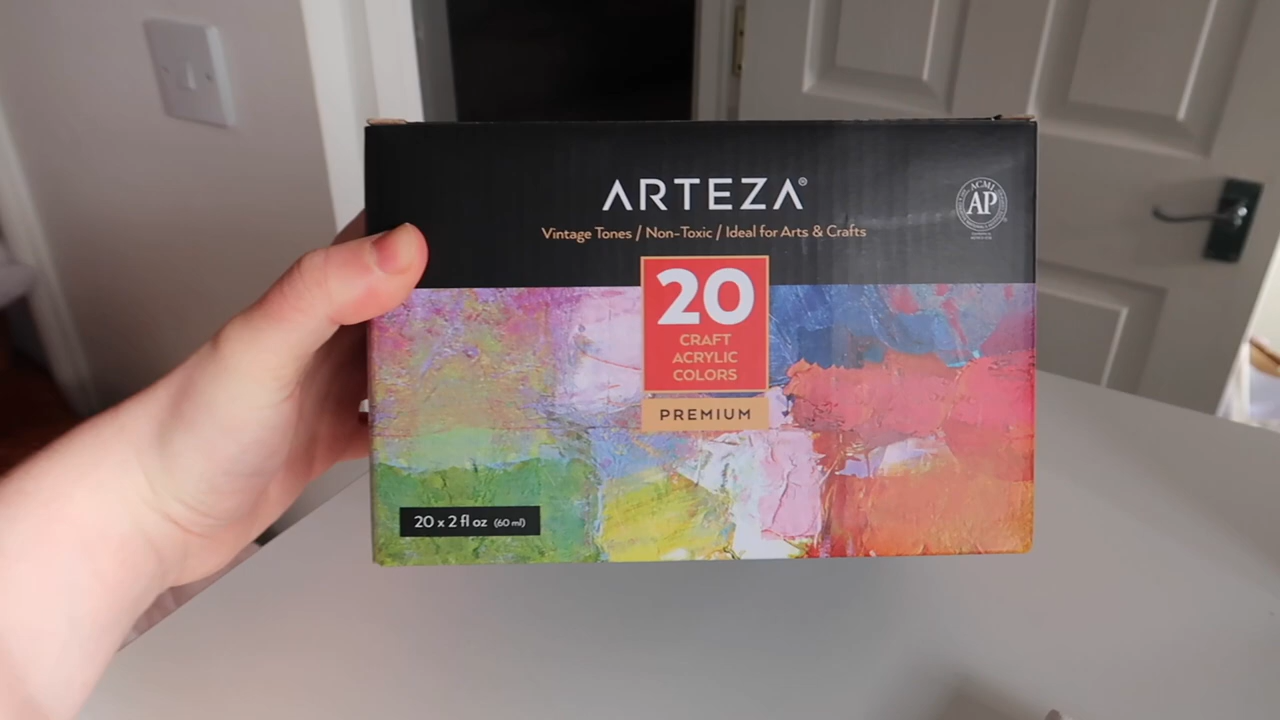 ARTEZA®
Vintage Tones / Non-Toxic / Ideal for Arts & Crafts
ACMI
AP
20
CRAFT
ACRYLIC
COLORS
PREMIUM
20 x 2 fl oz (60 ml)